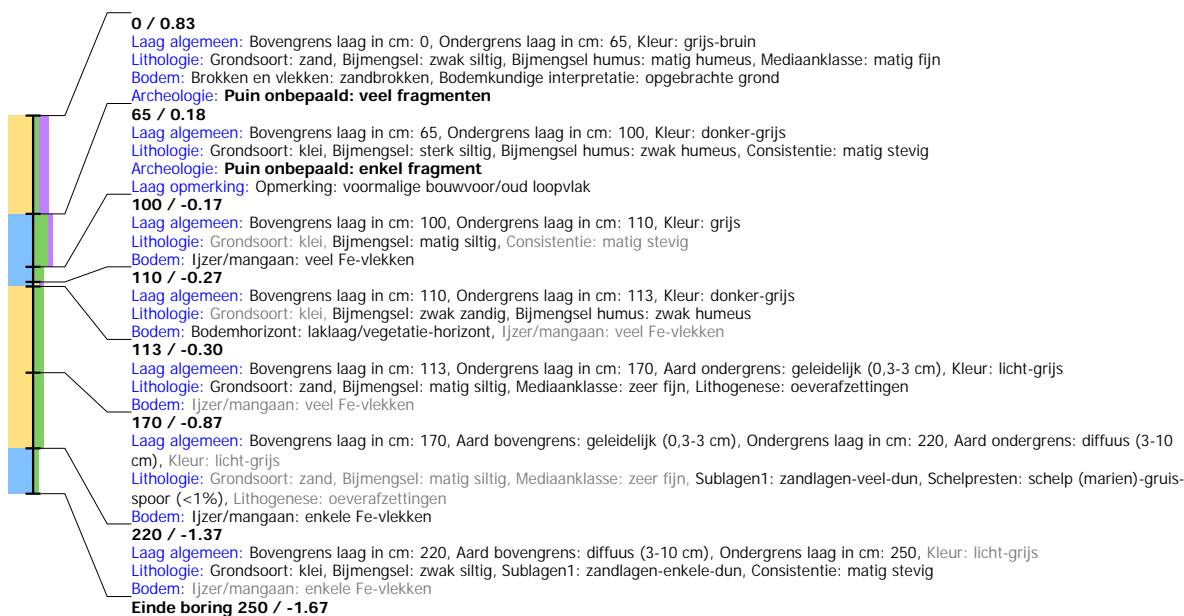 0 / 0.83
Laag algemeen: Bovengrens laag in cm: 0, Ondergrens laag in cm: 65, Kleur: grijs-bruin
Lithologie: Grondsoort: zand, Bijmengsel: zwak siltig, Bijmengsel humus: matig humeus, Mediaanklasse: matig fijn
Bodem: Brokken en vlekken: zandbrokken, Bodemkundige interpretatie: opgebrachte grond
Archeologie: Puin onbepaald: veel fragmenten
65 / 0.18
Laag algemeen: Bovengrens laag in cm: 65, Ondergrens laag in cm: 100, Kleur: donker-grijs
Lithologie: Grondsoort: klei, Bijmengsel: sterk siltig, Bijmengsel humus: zwak humeus, Consistentie: matig stevig
Archeologie: Puin onbepaald: enkel fragment
Laag opmerking: Opmerking: voormalige bouwvoor/oud loopvlak
100 / -0.17
Laag algemeen: Bovengrens laag in cm: 100, Ondergrens laag in cm: 110, Kleur: grijs
Lithologie: Grondsoort: klei, Bijmengsel: matig siltig, Consistentie: matig stevig
Bodem: Ijzer/mangaan: veel Fe-vlekken
110 / -0.27
Laag algemeen: Bovengrens laag in cm: 110, Ondergrens laag in cm: 113, Kleur: donker-grijs
Lithologie: Grondsoort: klei, Bijmengsel: zwak zandig, Bijmengsel humus: zwak humeus
Bodem: Bodemhorizont: laklaag/vegetatie-horizont, Ijzer/mangaan: veel Fe-vlekken
113 / -0.30
Laag algemeen: Bovengrens laag in cm: 113, Ondergrens laag in cm: 170, Aard ondergrens: geleidelijk (0,3-3 cm), Kleur: licht-grijs
Lithologie: Grondsoort: zand, Bijmengsel: matig siltig, Mediaanklasse: zeer fijn, Lithogenese: oeverafzettingen
Bodem: Ijzer/mangaan: veel Fe-vlekken
170 / -0.87
Laag algemeen: Bovengrens laag in cm: 170, Aard bovengrens: geleidelijk (0,3-3 cm), Ondergrens laag in cm: 220, Aard ondergrens: diffuus (3-10
cm), Kleur: licht-grijs
Lithologie: Grondsoort: zand, Bijmengsel: matig siltig, Mediaanklasse: zeer fijn, Sublagen1: zandlagen-veel-dun, Schelpresten: schelp (marien)-gruis-
spoor (<1%), Lithogenese: oeverafzettingen
Bodem: Ijzer/mangaan: enkele Fe-vlekken
220 / -1.37
Laag algemeen: Bovengrens laag in cm: 220, Aard bovengrens: diffuus (3-10 cm), Ondergrens laag in cm: 250, Kleur: licht-grijs
Lithologie: Grondsoort: klei, Bijmengsel: zwak siltig, Sublagen1: zandlagen-enkele-dun, Consistentie: matig stevig
Bodem: Ijzer/mangaan: enkele Fe-vlekken
Einde boring 250 / -1.67